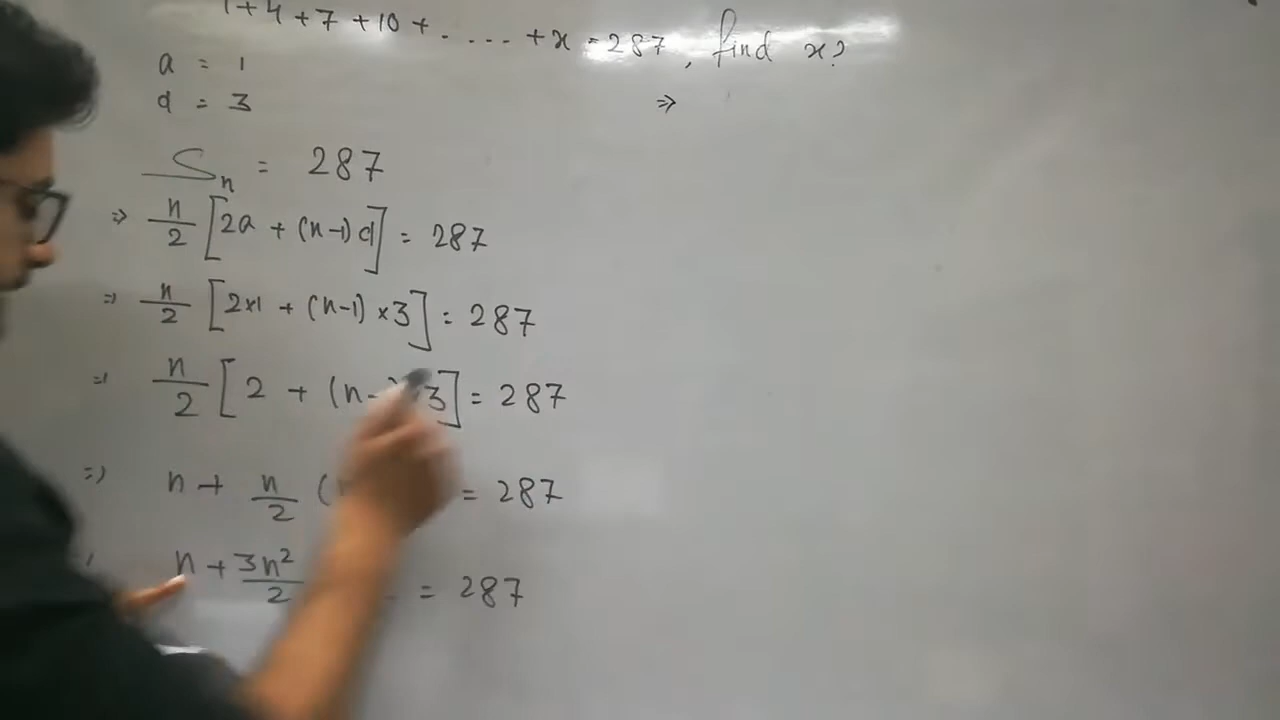 1+4+7+10+.....+x=287, find x?
a = 1
d = 3
⇒
Sn = 287
⇒ n/2 [2a + (n-1)d] = 287
⇒ n/2 [2×1 + (n-1)×3] = 287
⇒ n/2 [2 + (n- 3] = 287
⇒ n + n/2 ( = 287
n + 3n²/2 = 287